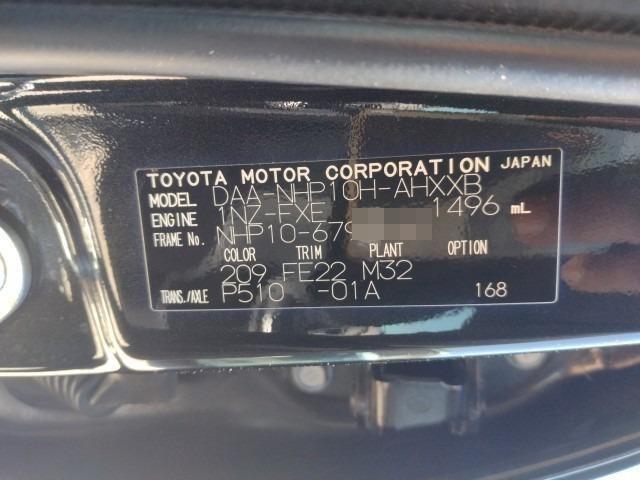 TOYOTA MOTOR CORPORATION JAPAN
MODEL DAA-NHP10H-AHXXB
ENGINE 1NZ-FXE 1496 mL
FRAME No. NHP10-679
COLOR TRIM PLANT OPTION
209 FE22 M32
TRANS./AXLE P510 -01A 168